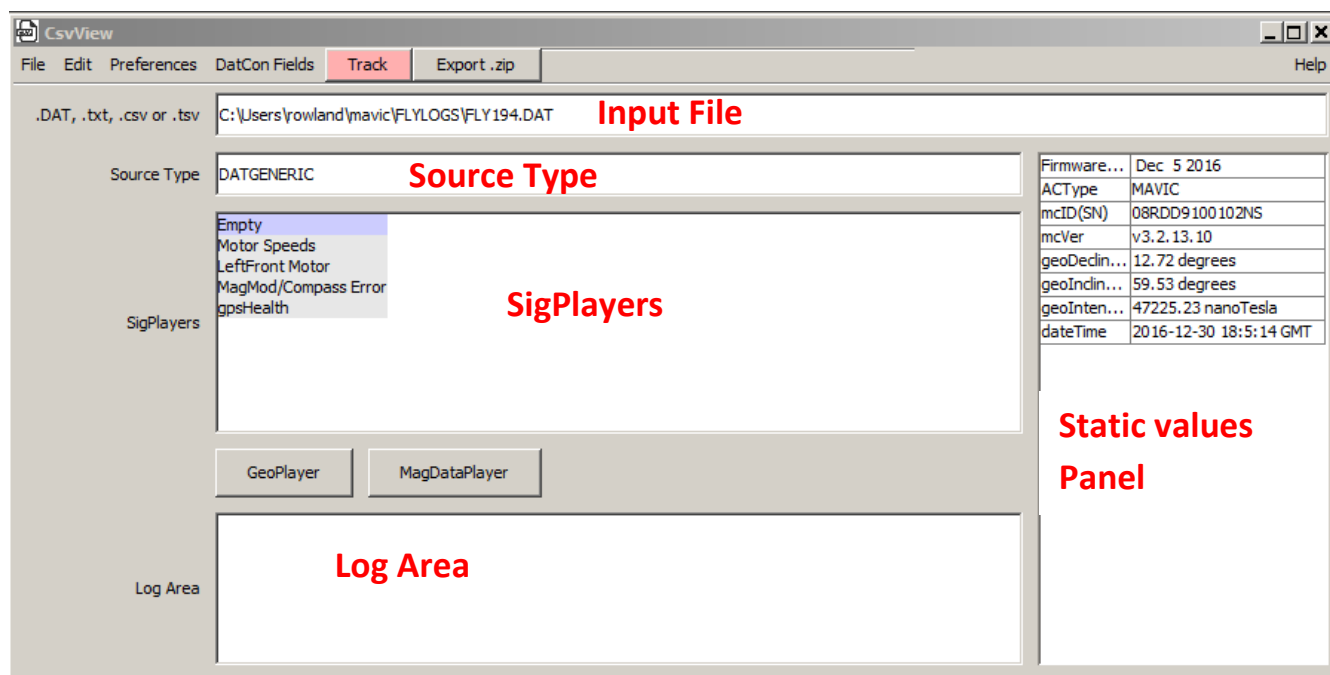 CsvView
File Edit Preferences DatCon Fields Track Export .zip Help
.DAT, .txt, .csv or .tsv C:\Users\rowland\mavic\FLYLOGS\FLY194.DAT Input File
Source Type DATGENERIC Source Type
Firmware... Dec 5 2016
ACType MAVIC
mcID(SN) 08RDD9100102NS
mcVer v3.2.13.10
geoDeclin... 12.72 degrees
geoInclin... 59.53 degrees
geoInten... 47225.23 nanoTesla
dateTime 2016-12-30 18:5:14 GMT
SigPlayers
Empty
Motor Speeds
LeftFront Motor
MagMod/Compass Error
gpsHealth
SigPlayers
Static values
Panel
GeoPlayer MagDataPlayer
Log Area
Log Area